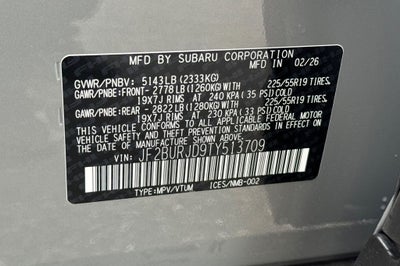 MFD BY SUBARU CORPORATION IN 02/26
GVWR/PNBV: 5143LB (2333KG)
GAWR/PNBE:FRONT- 2778LB (1260KG)WITH 225/55R19 TIRES,
19X7J RIMS AT 240 KPA (35 PSI)COLD
GAWR/PNBE:REAR- 2822LB (1280KG)WITH 225/55R19 TIRES,
19X7J RIMS AT 230 KPA (33 PSI)COLD
THIS VEHICLE CONFORMS TO ALL APPLICABLE FEDERAL MOTOR
VEHICLE SAFETY, BUMPER, AND THEFT PREVENTION STANDARDS
IN EFFECT ON THE DATE OF MANUFACTURE SHOWN ABOVE.
VIN: JF2BURJD9TY513709
TYPE:MPV/VTUM ICES/NMB-002